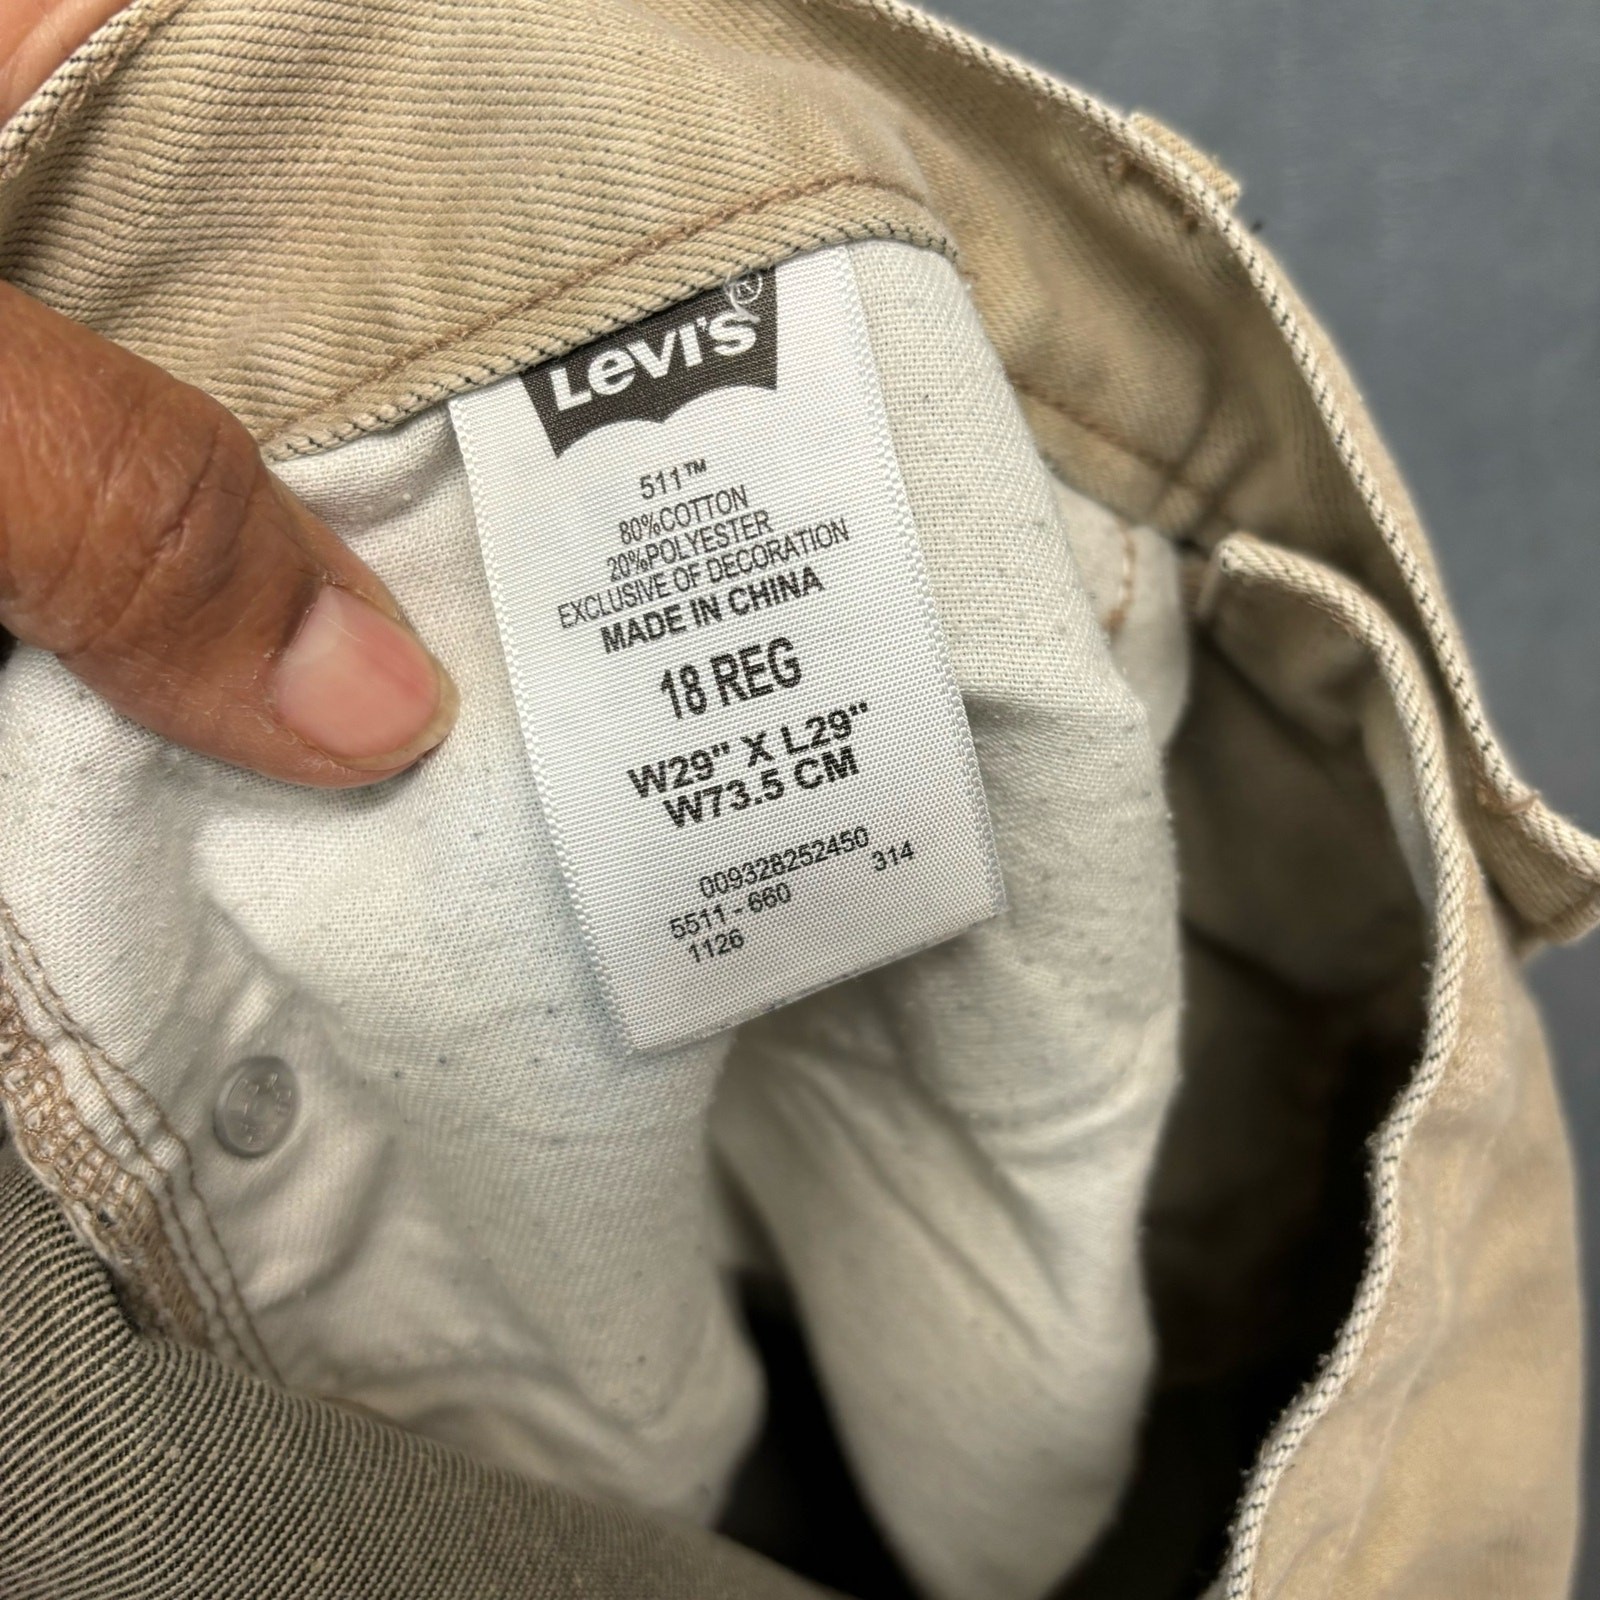 Levi's®
511™
80%COTTON
20%POLYESTER
EXCLUSIVE OF DECORATION
MADE IN CHINA
18 REG
W29" X L29"
W73.5 CM
009328252450
5511 - 660 314
1126